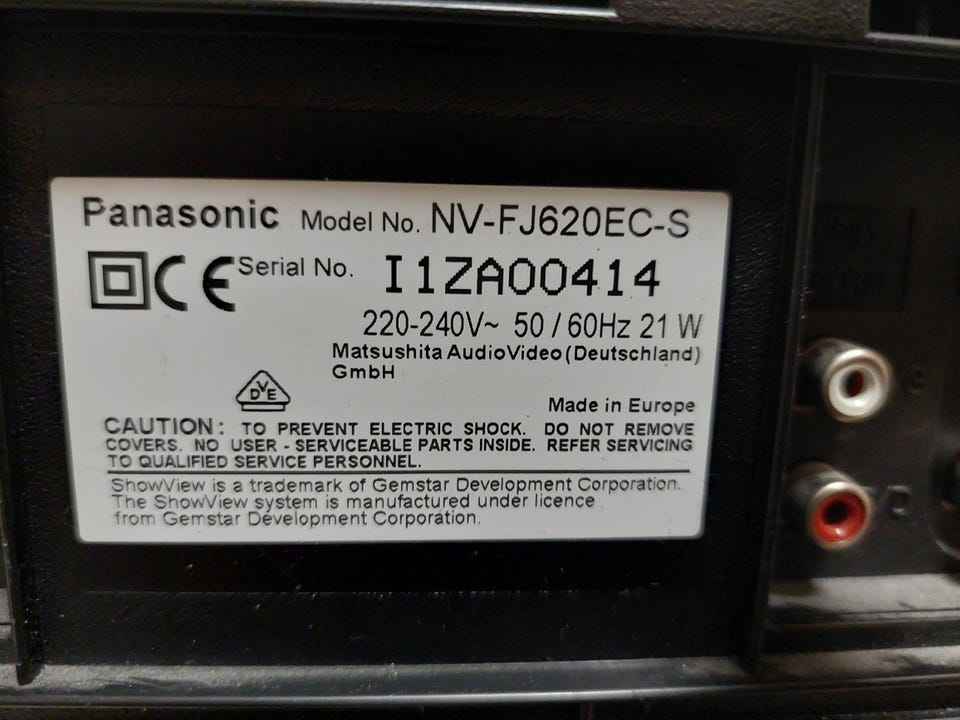 Panasonic Model No. NV-FJ620EC-S
CE Serial No. I1ZA00414
220-240V~ 50 / 60Hz 21 W
Matsushita AudioVideo (Deutschland)
GmbH
VDE
Made in Europe
CAUTION: TO PREVENT ELECTRIC SHOCK. DO NOT REMOVE
COVERS. NO USER - SERVICEABLE PARTS INSIDE. REFER SERVICING
TO QUALIFIED SERVICE PERSONNEL.
ShowView is a trademark of Gemstar Development Corporation.
The ShowView system is manufactured under licence
from Gemstar Development Corporation.